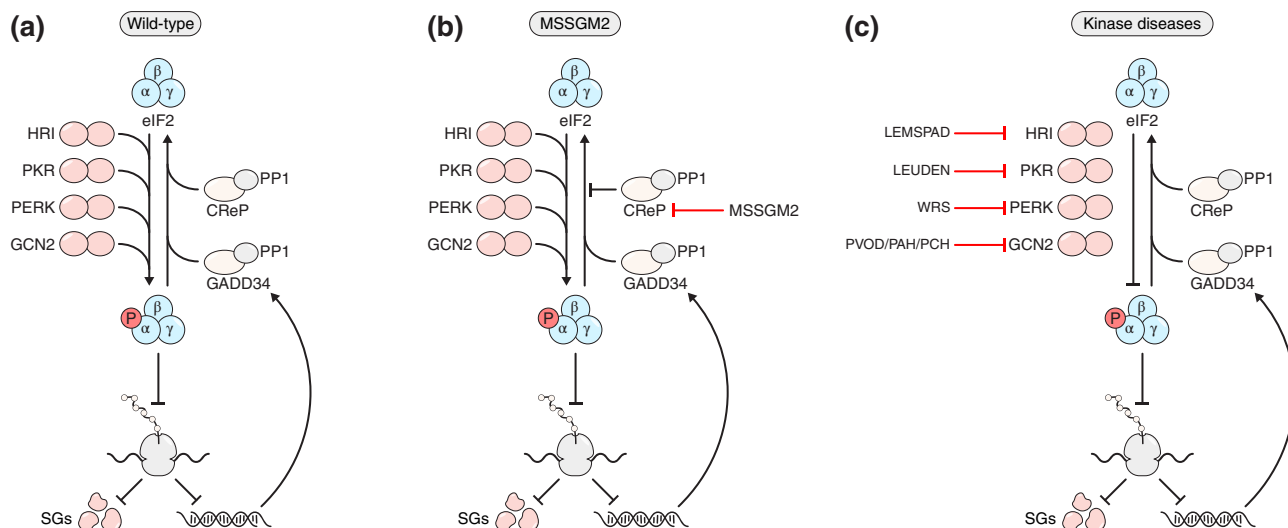 (a)
Wild-type
β
α γ
eIF2
HRI
PKR
PERK
GCN2
PP1
CReP
PP1
GADD34
P
β
α γ
SGs
(b)
MSSGM2
β
α γ
eIF2
HRI
PKR
PERK
GCN2
PP1
CReP
MSSGM2
PP1
GADD34
P
β
α γ
SGs
(c)
Kinase diseases
β
α γ
eIF2
LEMSPAD
HRI
LEUDEN
PKR
WRS
PERK
PVOD/PAH/PCH
GCN2
PP1
CReP
PP1
GADD34
P
β
α γ
SGs